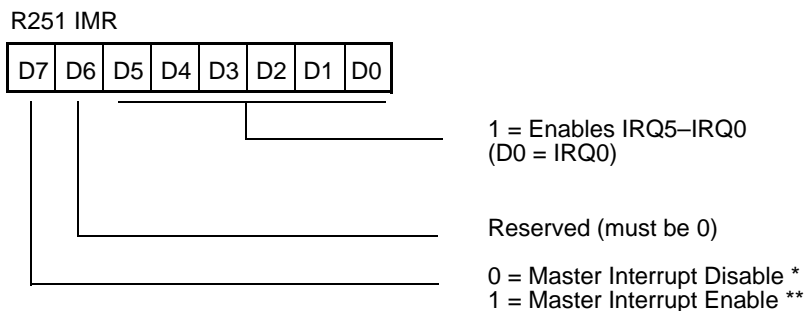 R251 IMR
D7 D6 D5 D4 D3 D2 D1 D0
1 = Enables IRQ5–IRQ0
(D0 = IRQ0)
Reserved (must be 0)
0 = Master Interrupt Disable *
1 = Master Interrupt Enable **